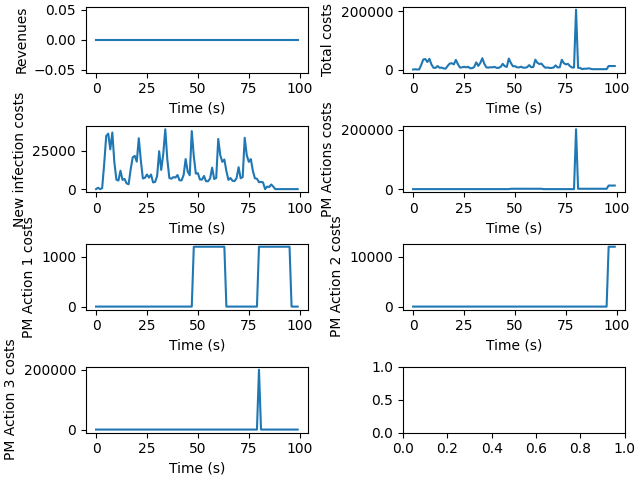 Revenues
0.05
0.00
−0.05
0 25 50 75 100
Time (s)
Total costs
200000
0
0 25 50 75 100
Time (s)
New infection costs
25000
0
0 25 50 75 100
Time (s)
PM Actions costs
200000
0
0 25 50 75 100
Time (s)
PM Action 1 costs
1000
0
0 25 50 75 100
Time (s)
PM Action 2 costs
10000
0
0 25 50 75 100
Time (s)
PM Action 3 costs
200000
0
0 25 50 75 100
Time (s)
1.0
0.5
0.0
0.0 0.2 0.4 0.6 0.8 1.0